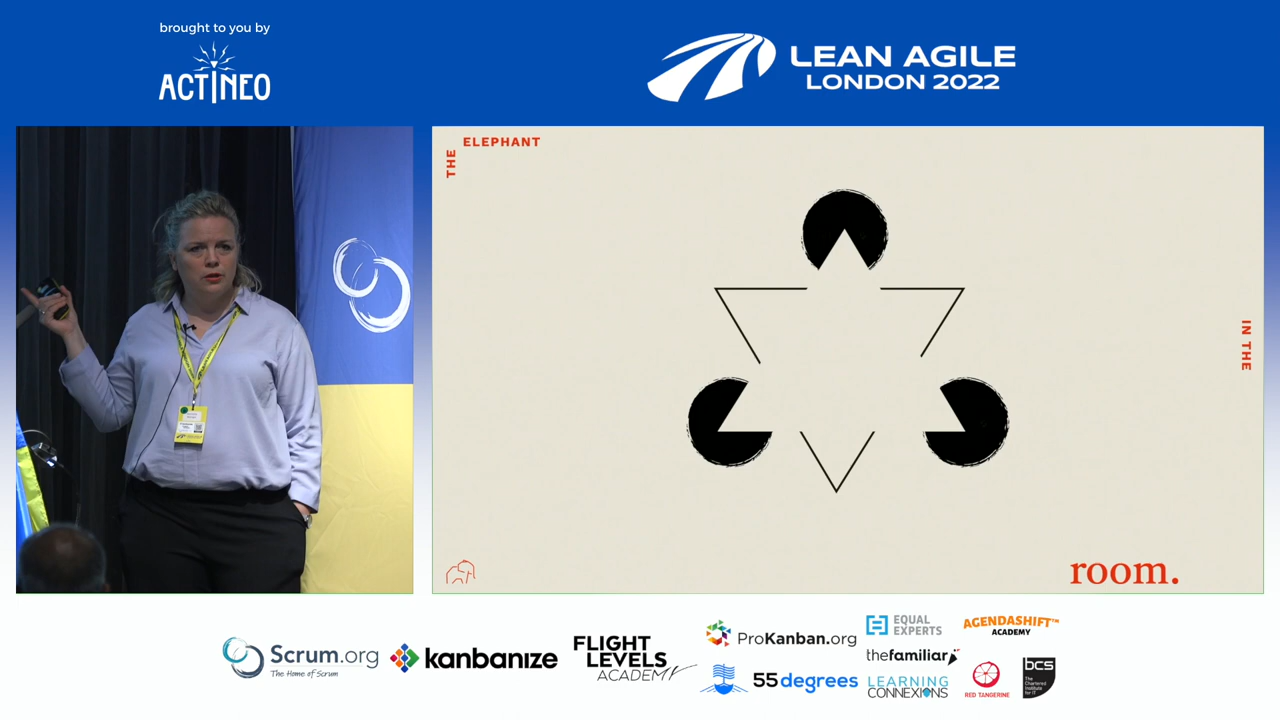 brought to you by
ACTINEO
LEAN AGILE
LONDON 2022
THE
ELEPHANT
IN THE
room.
Scrum.org
The Home of Scrum
kanbanize
FLIGHT
LEVELS
ACADEMY
ProKanban.org
55degrees
EQUAL
EXPERTS
thefamiliar
LEARNING
CONNEXIONS
AGENDASHIFT™
ACADEMY
RED TANGERINE
bcs
The
Chartered
Institute
for IT